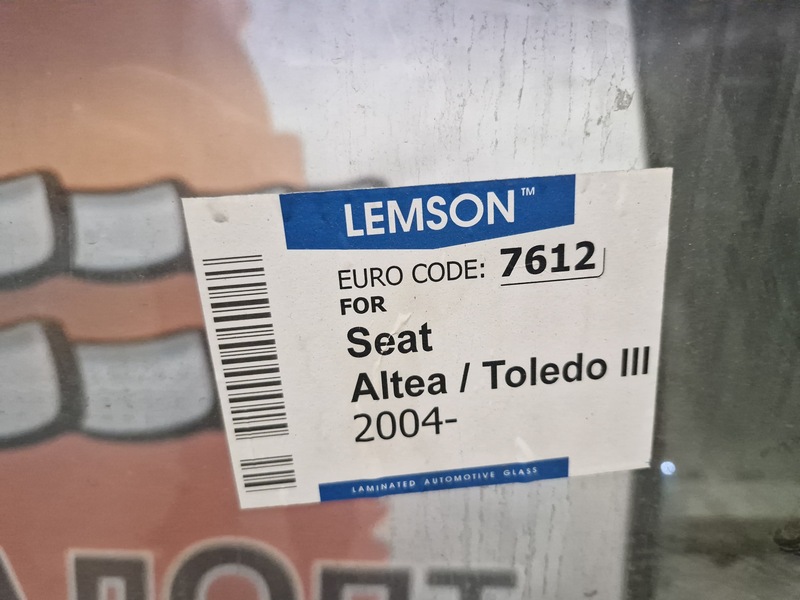 LEMSON™
EURO CODE: 7612
FOR
Seat
Altea / Toledo III
2004-
LAMINATED AUTOMOTIVE GLASS